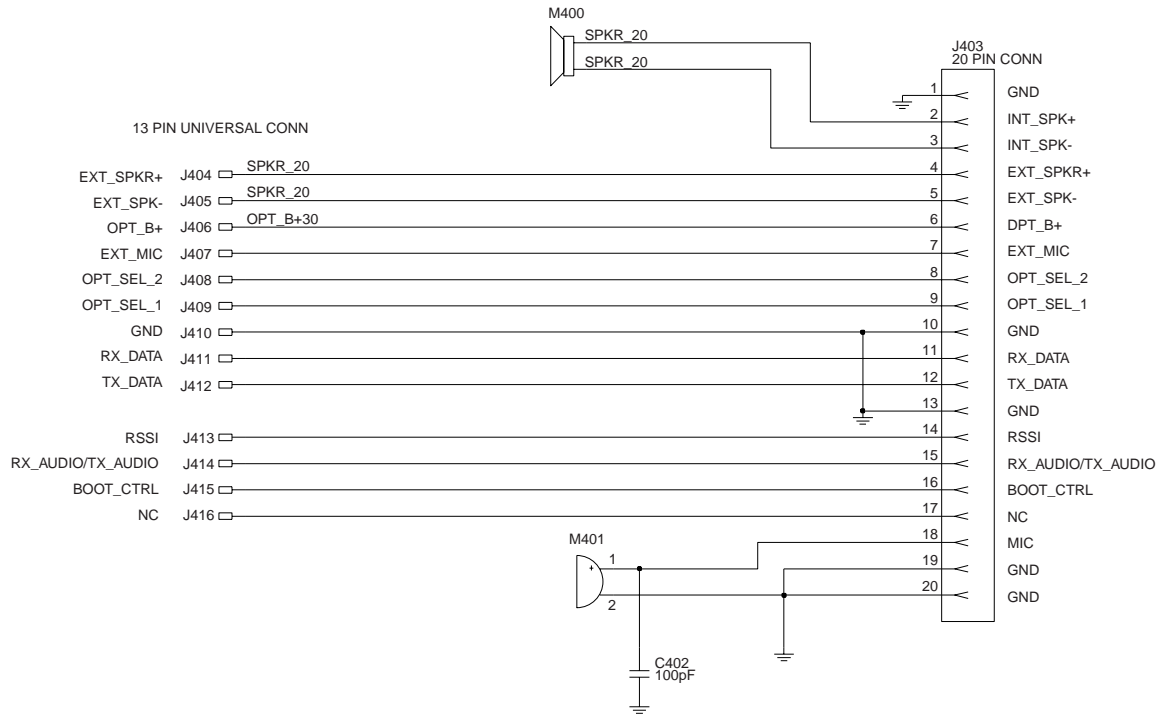 M400
SPKR_20
SPKR_20
J403
20 PIN CONN
1 GND
2 INT_SPK+
3 INT_SPK-
13 PIN UNIVERSAL CONN
EXT_SPKR+ J404 SPKR_20 4 EXT_SPKR+
EXT_SPK- J405 SPKR_20 5 EXT_SPK-
OPT_B+ J406 OPT_B+30 6 DPT_B+
EXT_MIC J407 7 EXT_MIC
OPT_SEL_2 J408 8 OPT_SEL_2
OPT_SEL_1 J409 9 OPT_SEL_1
GND J410 10 GND
RX_DATA J411 11 RX_DATA
TX_DATA J412 12 TX_DATA
13 GND
RSSI J413 14 RSSI
RX_AUDIO/TX_AUDIO J414 15 RX_AUDIO/TX_AUDIO
BOOT_CTRL J415 16 BOOT_CTRL
NC J416 17 NC
M401
18 MIC
1 19 GND
+
2 20 GND
C402
100pF